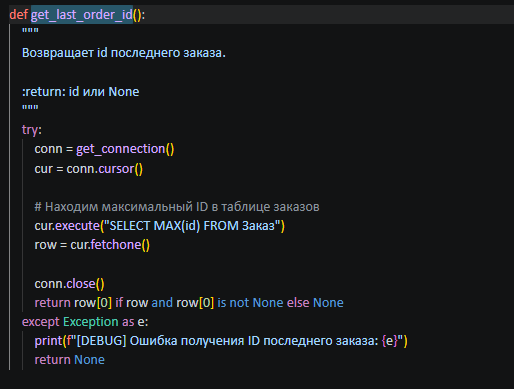 def get_last_order_id():
    """
    Возвращает id последнего заказа.

    :return: id или None
    """
    try:
        conn = get_connection()
        cur = conn.cursor()

        # Находим максимальный ID в таблице заказов
        cur.execute("SELECT MAX(id) FROM Заказ")
        row = cur.fetchone()

        conn.close()
        return row[0] if row and row[0] is not None else None
    except Exception as e:
        print(f"[DEBUG] Ошибка получения ID последнего заказа: {e}")
        return None